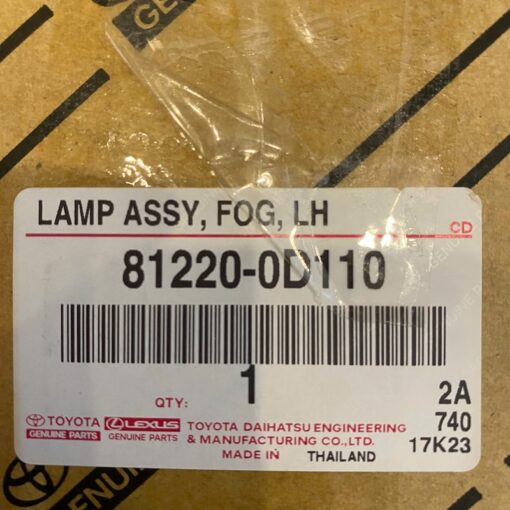 LAMP ASSY, FOG, LH
CD
81220-0D110
QTY: 1
2A
740
17K23
TOYOTA
GENUINE PARTS
LEXUS
GENUINE PARTS
TOYOTA DAIHATSU ENGINEERING
& MANUFACTURING CO.,LTD.
MADE IN THAILAND
GENUIN